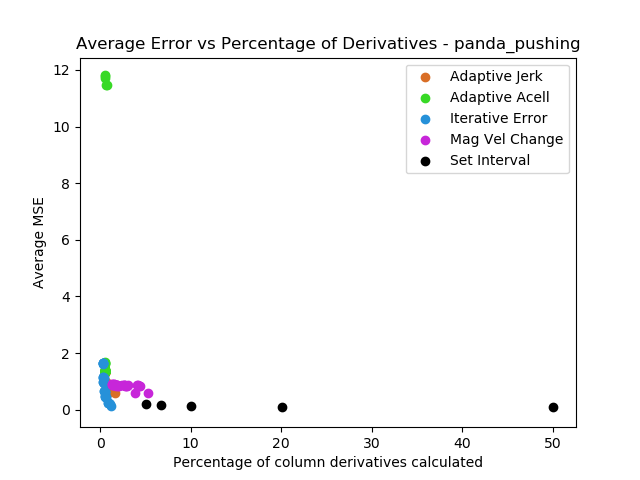 Average Error vs Percentage of Derivatives - panda_pushing
12
10
8
6
4
2
0
Average MSE
Adaptive Jerk
Adaptive Acell
Iterative Error
Mag Vel Change
Set Interval
0 10 20 30 40 50
Percentage of column derivatives calculated